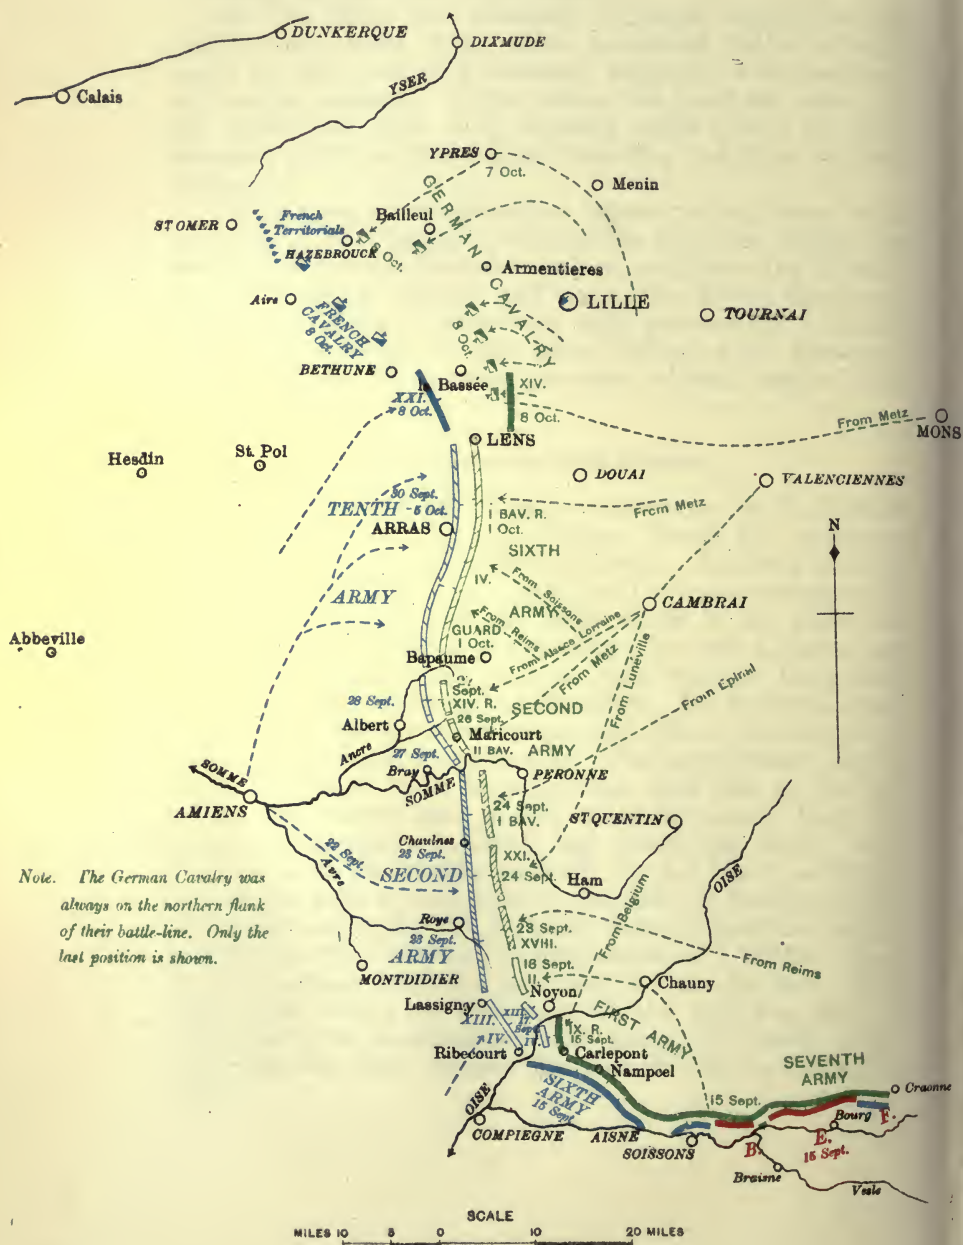 DUNKERQUE
DIXMUDE
Calais
YSER
YPRES
7 Oct.
Menin
GERMAN CAVALRY
ST OMER
French
Territorials
Bailleul
HAZEBROUCK
8 Oct.
Armentieres
Aire
FRENCH
CAVALRY
8 Oct.
LILLE
TOURNAI
8 Oct.
BETHUNE
la Bassée
XXI.
8 Oct.
XIV.
8 Oct.
From Metz
MONS
LENS
Hesdin
St. Pol
DOUAI
VALENCIENNES
30 Sept.
TENTH - 5 Oct.
ARRAS
I BAV. R.
1 Oct.
From Metz
N
SIXTH
IV.
From Soissons
ARMY
ARMY
CAMBRAI
From Reims
GUARD
1 Oct.
From Alsace Lorraine
Abbeville
Bapaume
From Metz
From Luneville
From Epinal
Sept.
XIV. R.
28 Sept.
SECOND
26 Sept.
Albert
Maricourt
II BAV.
ARMY
Ancre
27 Sept.
Bray
SOMME
SOMME
PERONNE
AMIENS
24 Sept.
I BAV.
ST QUENTIN
22 Sept.
Chaulnes
25 Sept.
XXI.
24 Sept.
SECOND
Avre
Ham
OISE
Note. The German Cavalry was
always on the northern flank
of their battle-line. Only the
last position is shown.
From Belgium
Roye
23 Sept.
ARMY
23 Sept.
XVIII.
From Reims
MONTDIDIER
18 Sept.
II.
Chauny
Lassigny
Noyon
XIII.
XIII.
17
Sept.
IV.
IV.
FIRST ARMY
IX. R.
15 Sept.
Ribecourt
Carlepont
Nampcel
SEVENTH
ARMY
Craonne
SIXTH
ARMY
15 Sept.
15 Sept.
Bourg
F.
OISE
COMPIEGNE
AISNE
SOISSONS
B.
E.
15 Sept.
Braisne
Vesle
SCALE
MILES 10 5 0 10 20 MILES